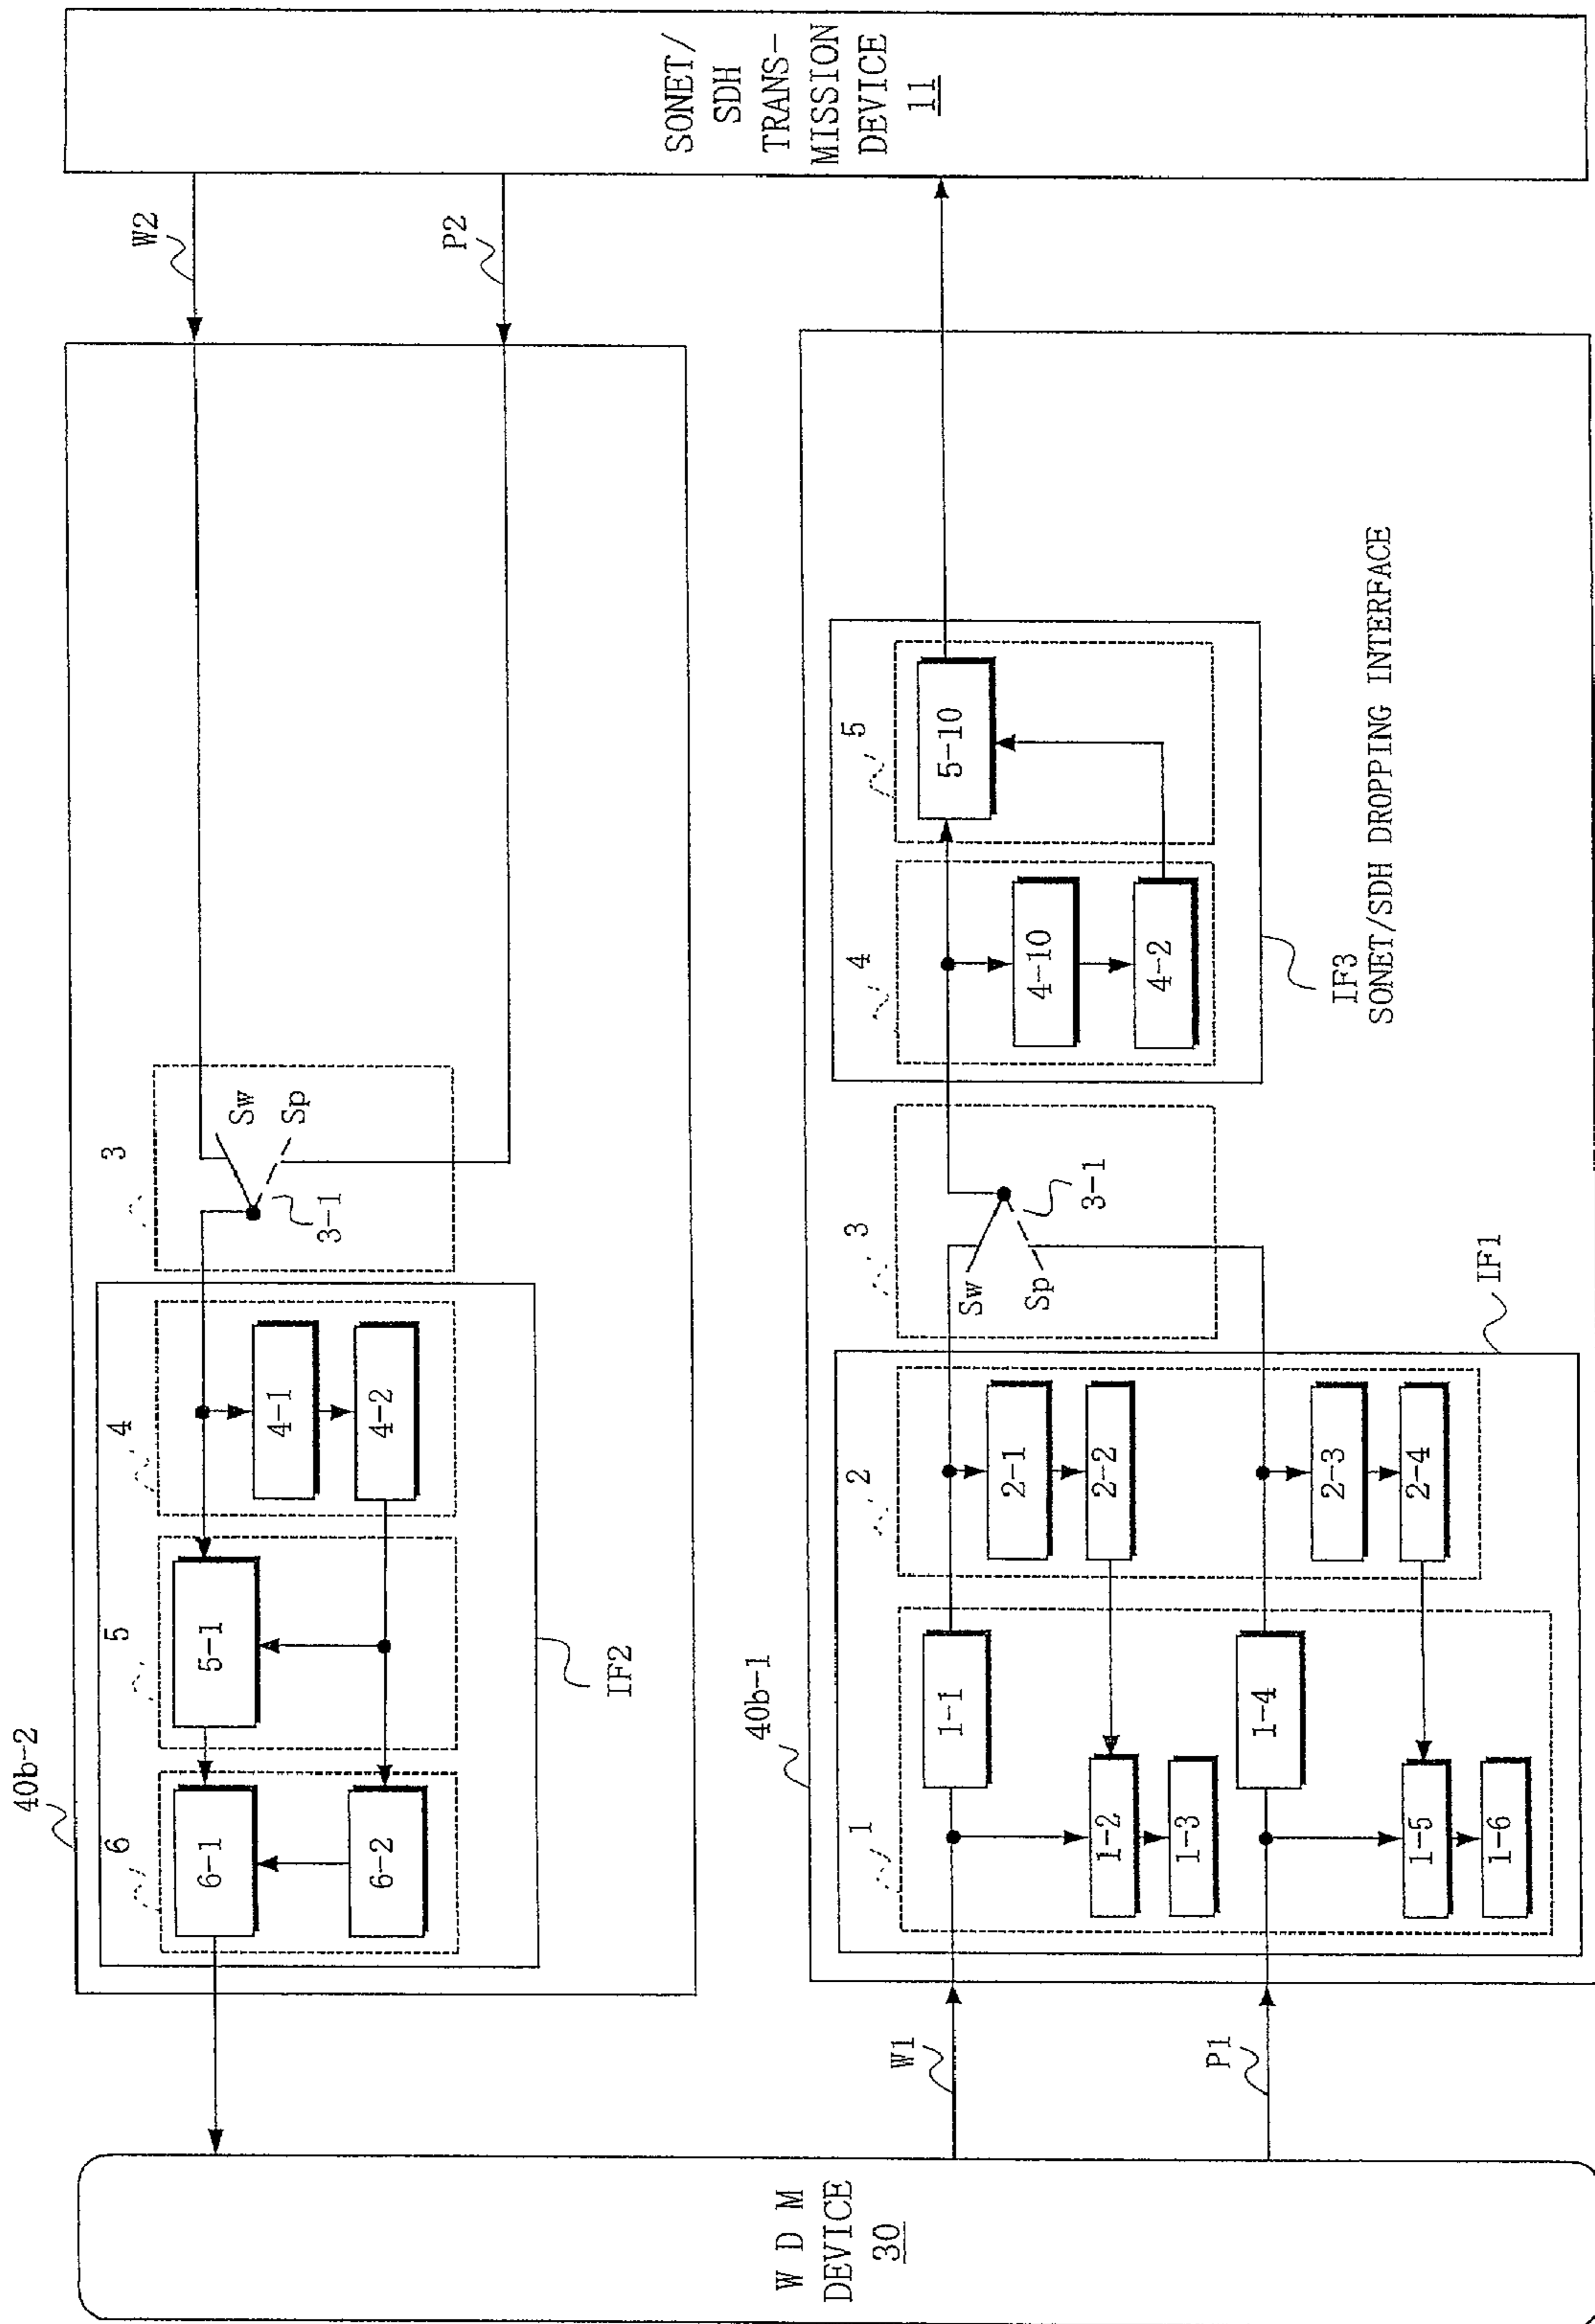 SONET/
SDH
TRANS-
MISSION
DEVICE
11
W2
P2
40b-2
6
5
4
3
6-1
6-2
5-1
4-1
4-2
Sw
Sp
3-1
IF2
W D M
DEVICE
30
W1
P1
40b-1
1
2
3
4
5
1-1
1-2
1-3
1-4
1-5
1-6
2-1
2-2
2-3
2-4
Sw
Sp
3-1
4-10
4-2
5-10
IF1
IF3
SONET/SDH DROPPING INTERFACE